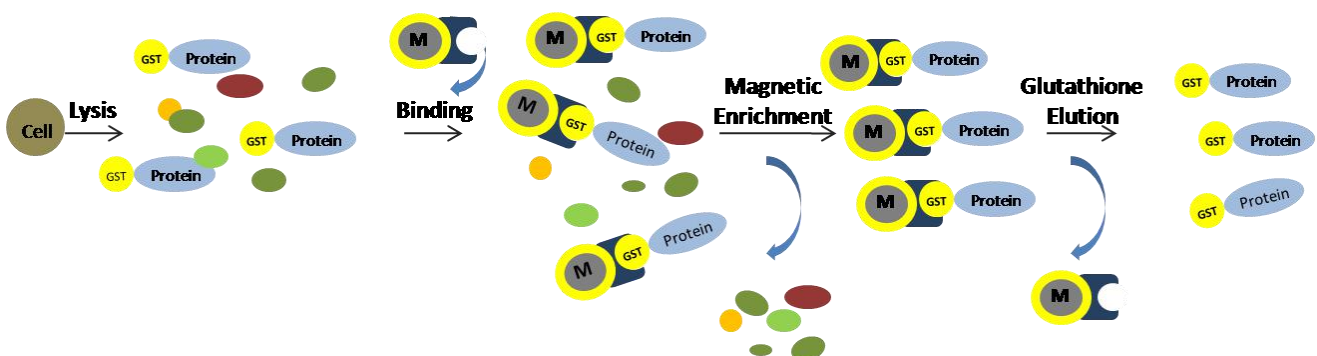 Cell
Lysis
GST Protein
GST Protein
GST Protein
M
Binding
M GST Protein
M GST Protein
M GST Protein
Magnetic
Enrichment
M GST Protein
M GST Protein
M GST Protein
Glutathione
Elution
M
GST Protein
GST Protein
GST Protein